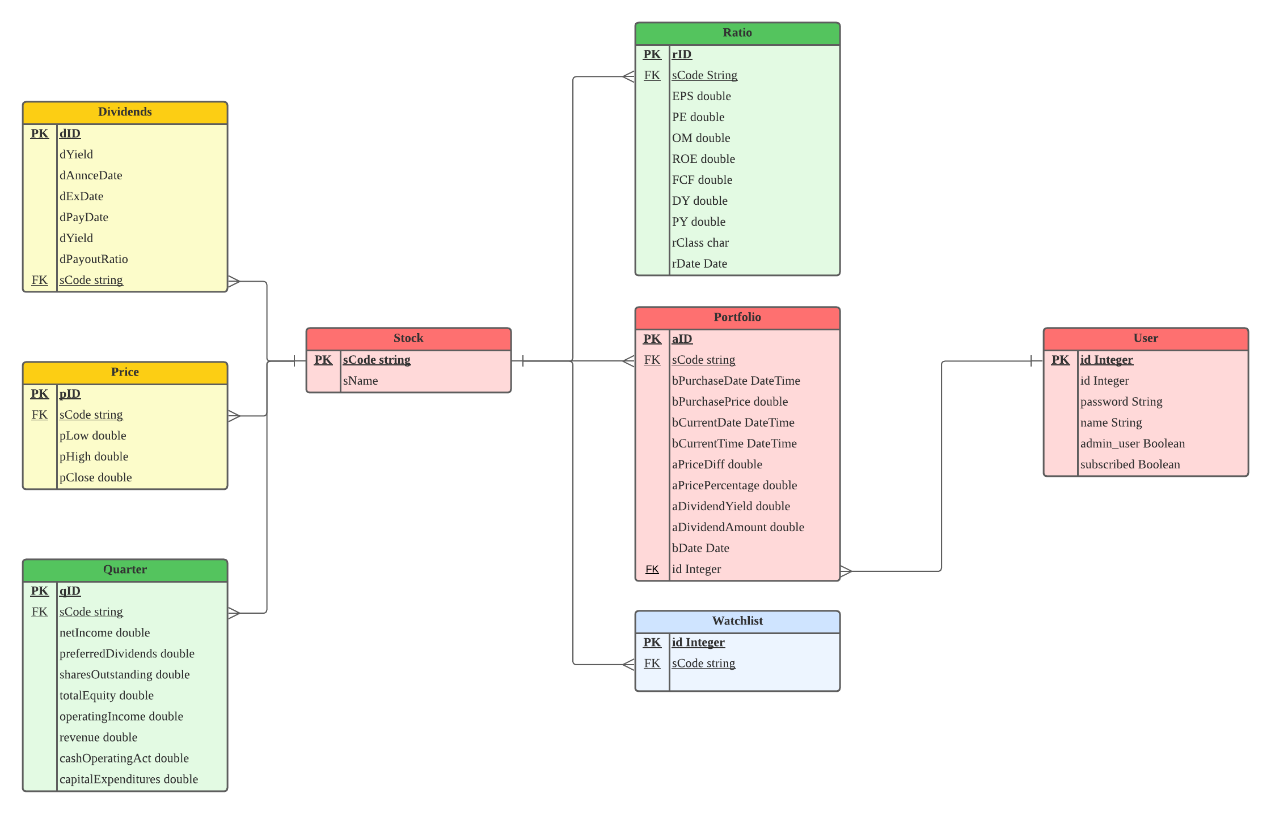 Dividends
PK dID
dYield
dAnnceDate
dExDate
dPayDate
dYield
dPayoutRatio
FK sCode string
Price
PK pID
FK sCode string
pLow double
pHigh double
pClose double
Quarter
PK qID
FK sCode string
netIncome double
preferredDividends double
sharesOutstanding double
totalEquity double
operatingIncome double
revenue double
cashOperatingAct double
capitalExpenditures double
Stock
PK sCode string
sName
Ratio
PK rID
FK sCode String
EPS double
PE double
OM double
ROE double
FCF double
DY double
PY double
rClass char
rDate Date
Portfolio
PK aID
FK sCode string
bPurchaseDate DateTime
bPurchasePrice double
bCurrentDate DateTime
bCurrentTime DateTime
aPriceDiff double
aPricePercentage double
aDividendYield double
aDividendAmount double
bDate Date
FK id Integer
Watchlist
PK id Integer
FK sCode string
User
PK id Integer
id Integer
password String
name String
admin_user Boolean
subscribed Boolean